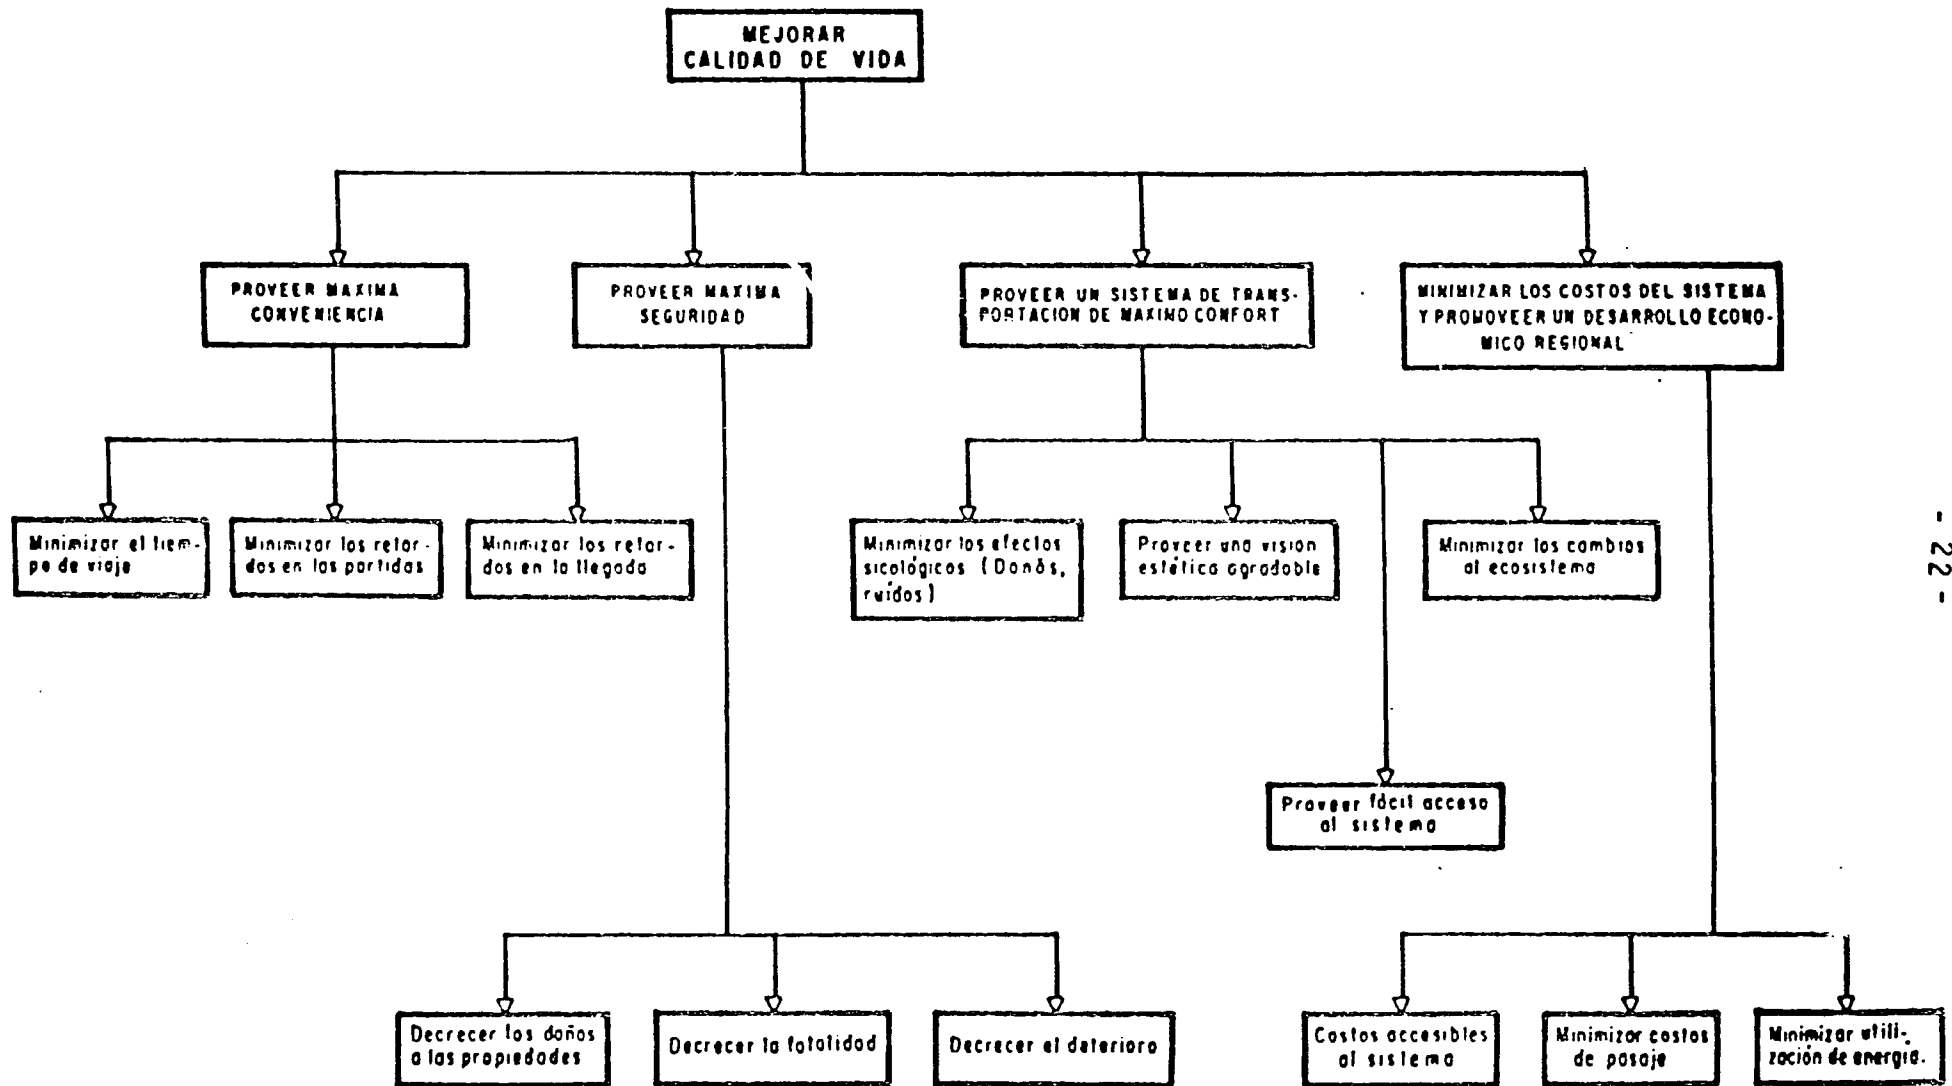 MEJORAR
CALIDAD DE VIDA
PROVEER MAXIMA
CONVENIENCIA
PROVEER MAXIMA
SEGURIDAD
PROVEER UN SISTEMA DE TRANS-
PORTACION DE MAXIMO CONFORT
MINIMIZAR LOS COSTOS DEL SISTEMA
Y PROMOVEER UN DESARROLLO ECONO-
MICO REGIONAL
Minimizar el tiem-
po de viaje
Minimizar los retar-
dos en las partidas
Minimizar los retar-
dos en la llegada
Minimizar los efectos
sicológicos (Donôs,
ruídos)
Proveer una visión
estética agradable
Minimizar los cambios
al ecosistema
- 22 -
Proveer fácil acceso
al sistema
Decrecer los daños
a las propiedades
Decrecer la fatalidad
Decrecer el deterioro
Costos accesibles
al sistema
Minimizar costos
de pasaje
Minimizar utili-
zación de energía.